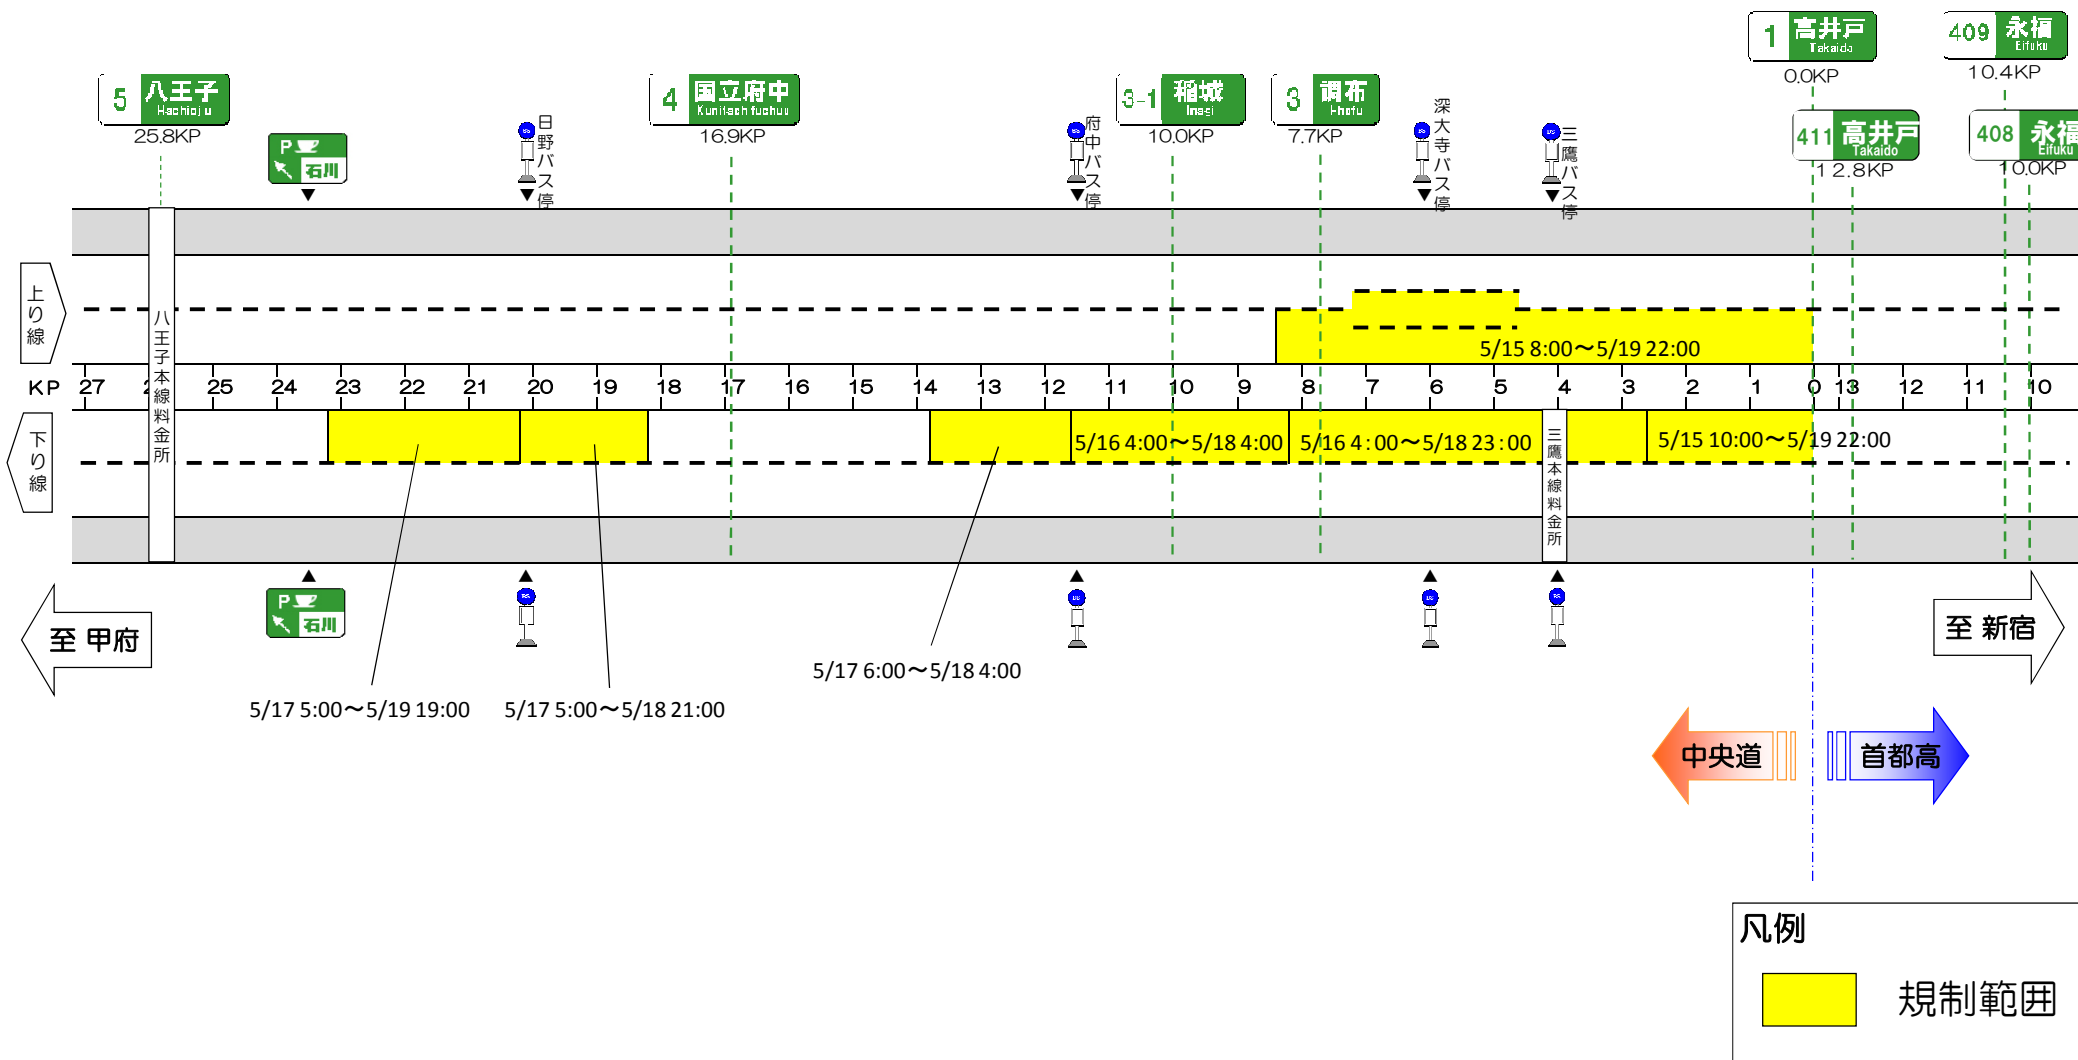 1 高井戸
Takaido
0.0KP
409 永福
Eifuku
10.4KP
5 八王子
Hachioji
25.8KP
4 国立府中
Kunitachi fuchuu
16.9KP
3-1 稲城
Inagi
10.0KP
3 調布
7.7KP
411 高井戸
Takaido
12.8KP
408 永福
Eifuku
10.0KP
P
石川
日野バス停
府中バス停
深大寺バス停
三鷹バス停
上り線
八王子本線料金所
5/15 8:00～5/19 22:00
KP 27 25 24 23 22 21 20 19 18 17 16 15 14 13 12 11 10 9 8 7 6 5 4 3 2 1 0 13 12 11 10
下り線
5/16 4:00～5/18 4:00
5/16 4:00～5/18 23:00
三鷹本線料金所
5/15 10:00～5/19 22:00
P
石川
至 甲府
至 新宿
5/17 6:00～5/18 4:00
5/17 5:00～5/19 19:00
5/17 5:00～5/18 21:00
中央道
首都高
凡例
規制範囲